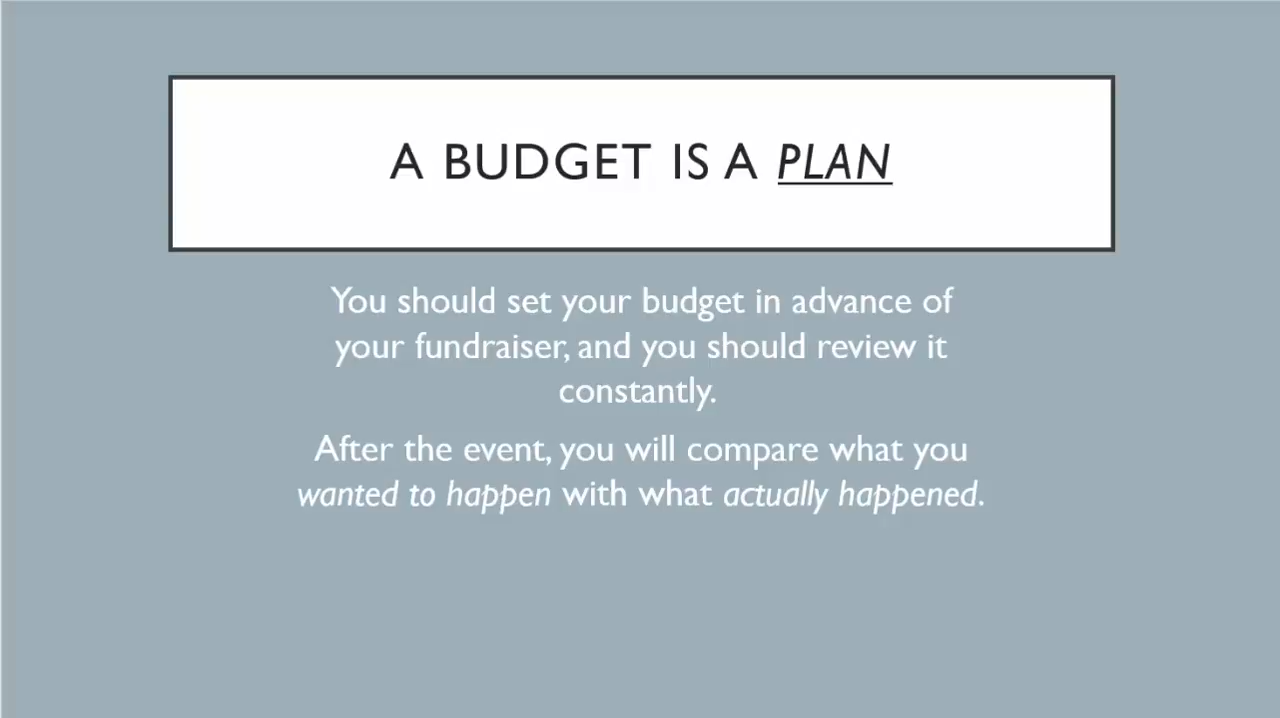 A BUDGET IS A PLAN
You should set your budget in advance of
your fundraiser, and you should review it
constantly.
After the event, you will compare what you
wanted to happen with what actually happened.